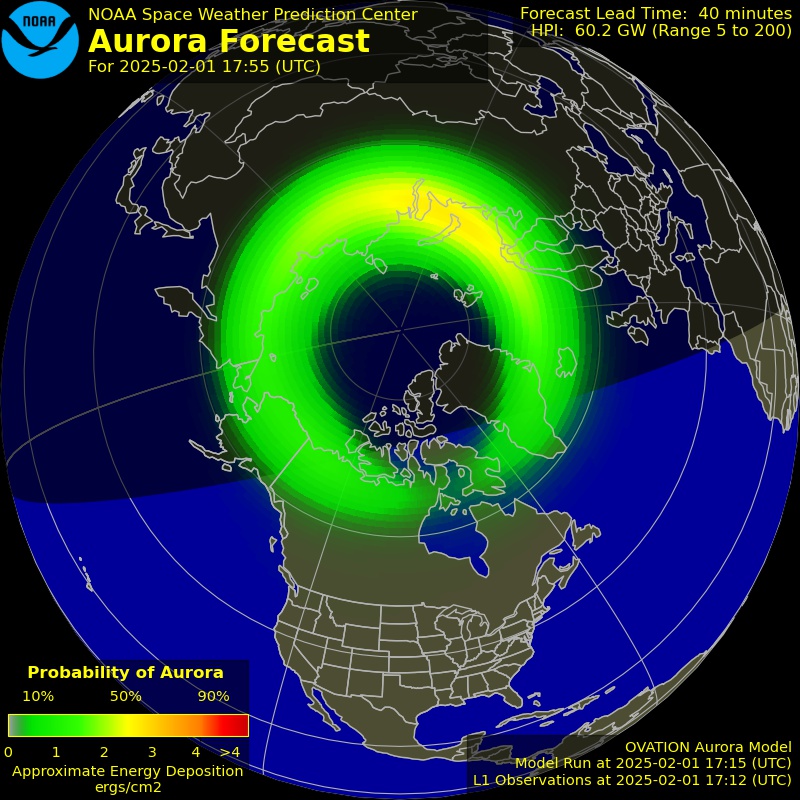 NOAA
NOAA Space Weather Prediction Center
Aurora Forecast
For 2025-02-01 17:55 (UTC)
Forecast Lead Time: 40 minutes
HPI: 60.2 GW (Range 5 to 200)
Probability of Aurora
10% 50% 90%
0 1 2 3 4 >4
Approximate Energy Deposition
ergs/cm2
OVATION Aurora Model
Model Run at 2025-02-01 17:15 (UTC)
L1 Observations at 2025-02-01 17:12 (UTC)